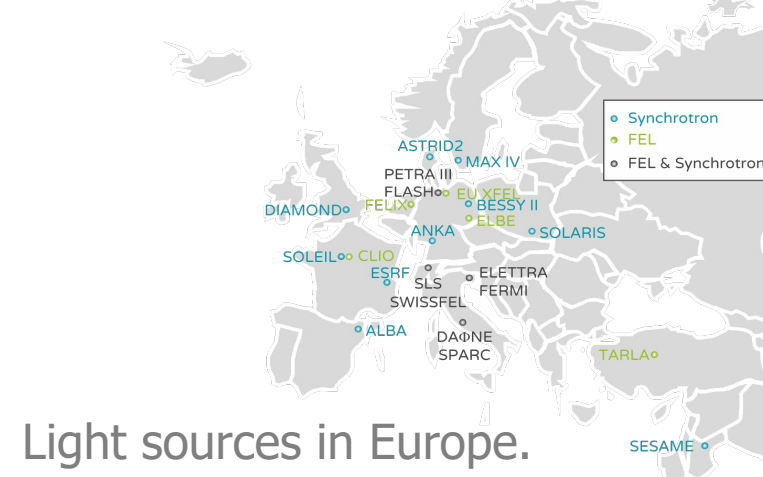 Synchrotron
FEL
FEL & Synchrotron
ASTRID2
MAX IV
PETRA III
FLASH
EU XFEL
FELIX
BESSY II
DIAMOND
ELBE
ANKA
SOLARIS
SOLEIL
CLIO
ESRF
SLS
SWISSFEL
ELETTRA
FERMI
ALBA
DAΦNE
SPARC
TARLA
SESAME
Light sources in Europe.